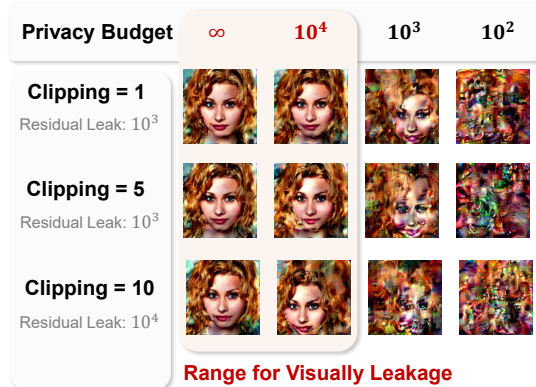 Privacy Budget ∞ 10⁴ 10³ 10²
Clipping = 1
Residual Leak: 10³
Clipping = 5
Residual Leak: 10³
Clipping = 10
Residual Leak: 10⁴
Range for Visually Leakage